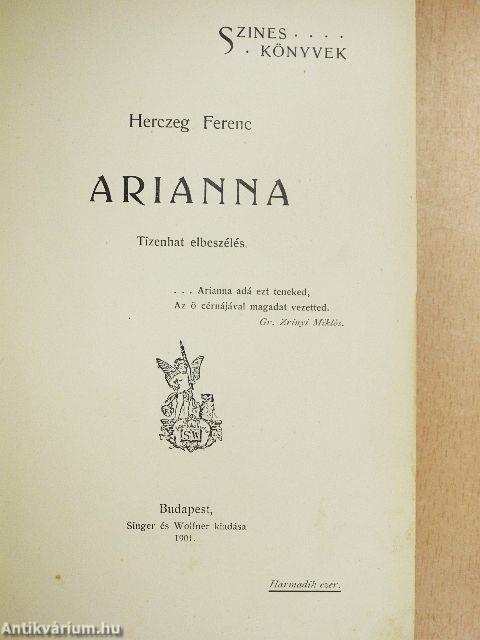 SZINES . . . .
. KÖNYVEK
Herczeg Ferenc
ARIANNA
Tizenhat elbeszélés.
. . . Arianna adá ezt teneked,
Az ő cérnájával magadat vezetted.
Gr. Zrinyi Miklós.
SW
Budapest,
Singer és Wolfner kiadása
1901.
Harmadik ezer.
Antikvárium.hu